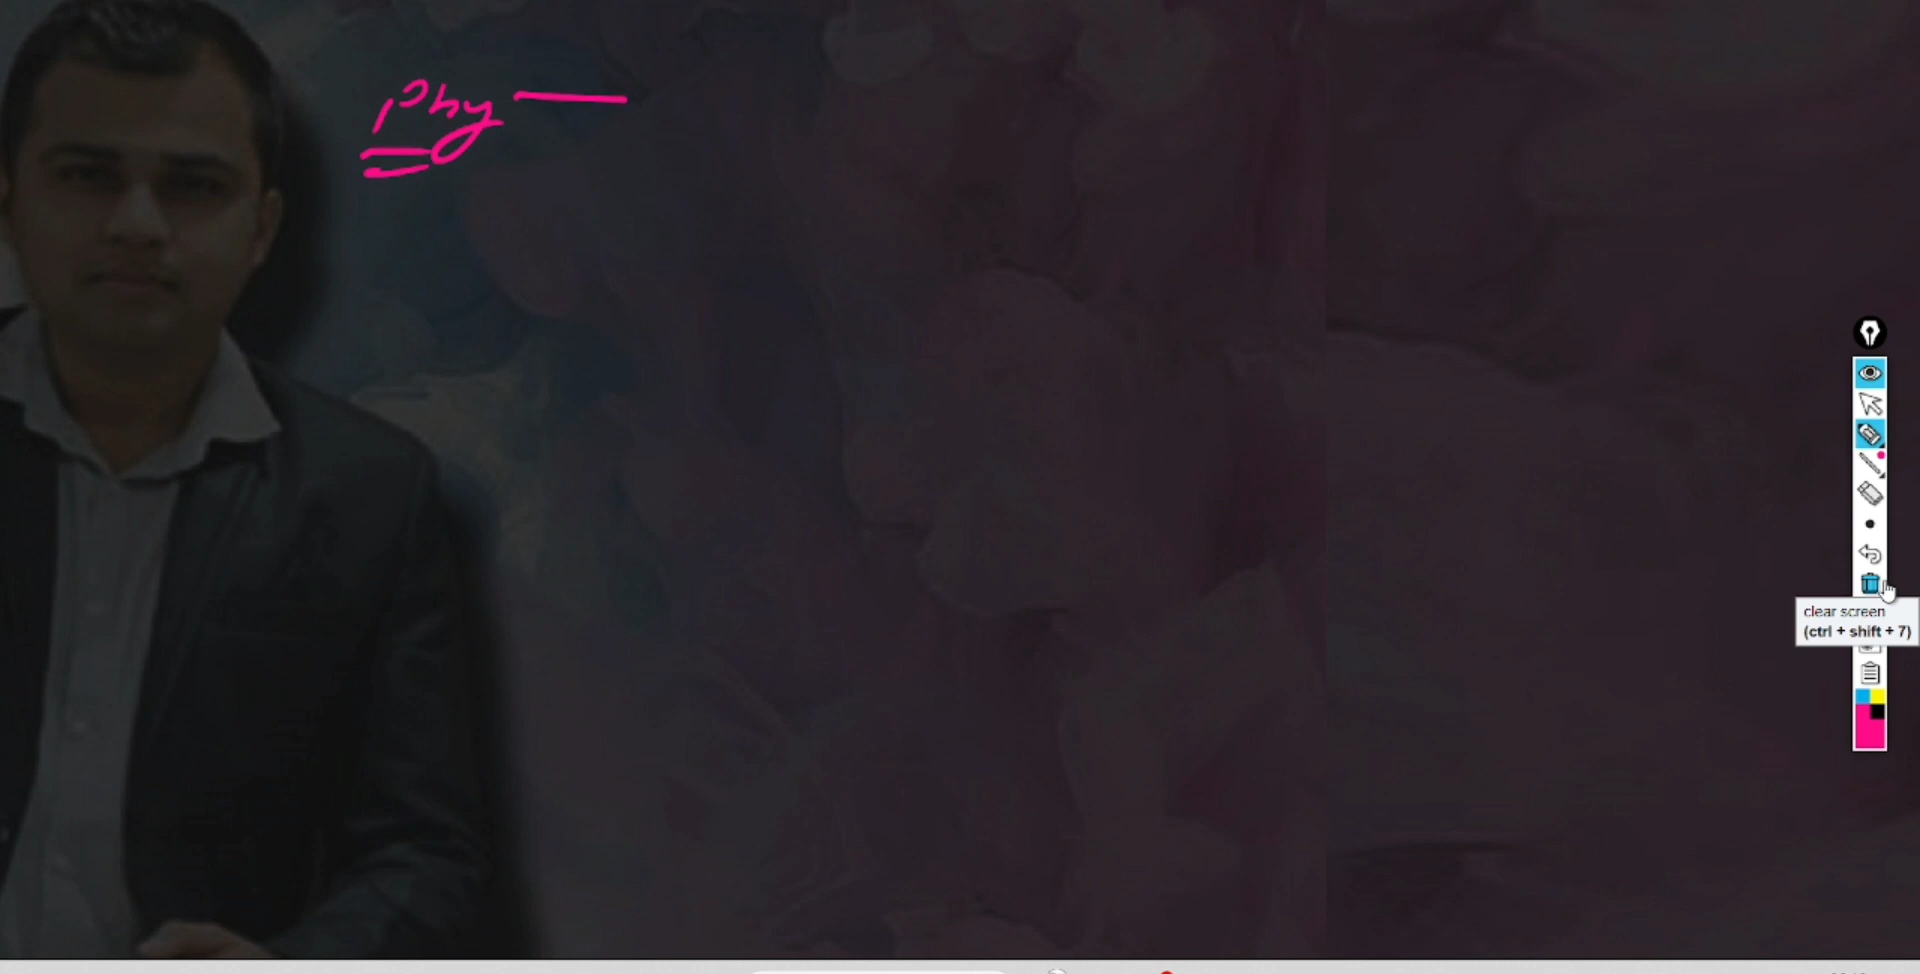 Phy —
clear screen
(ctrl + shift + 7)